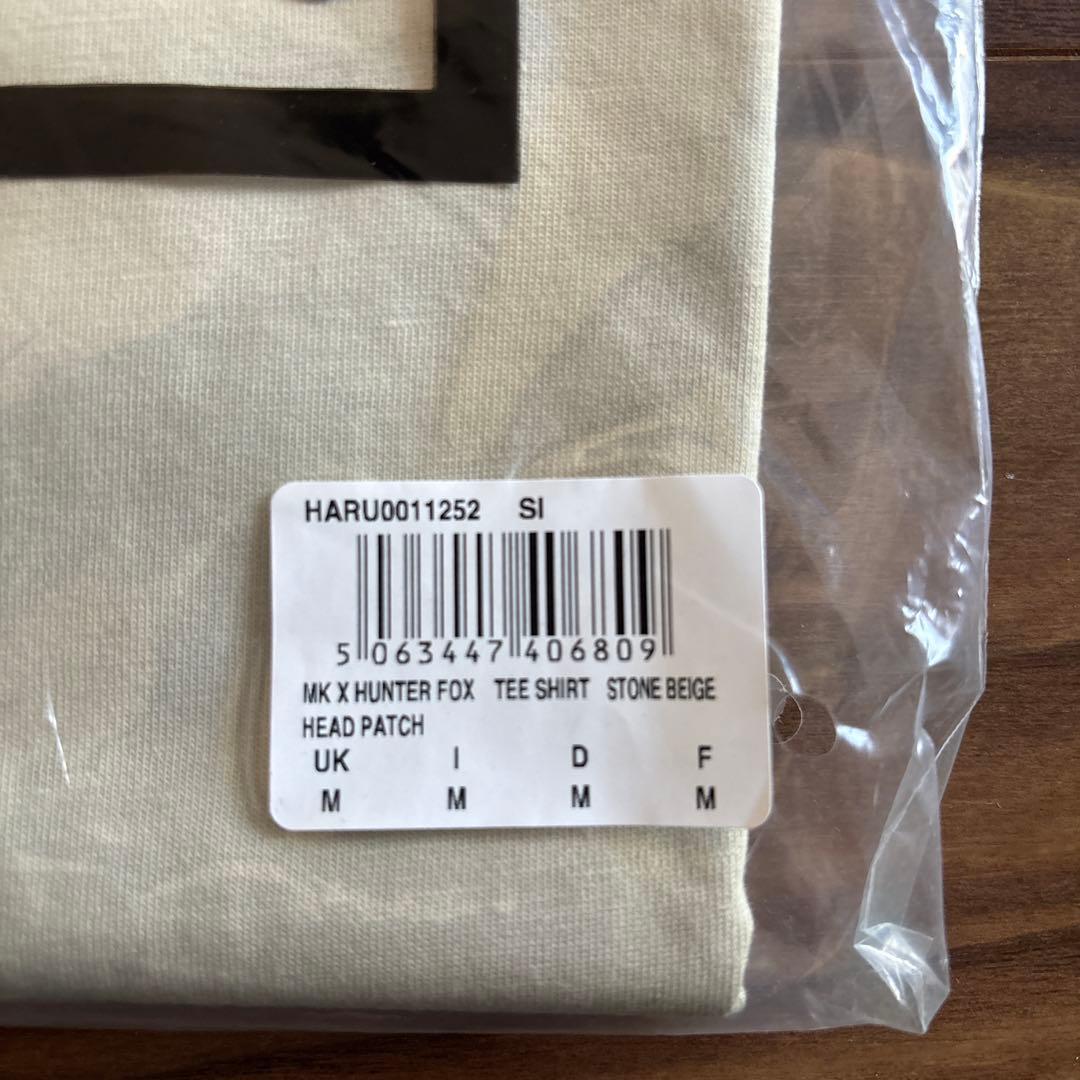 HARU0011252 SI
5 063447 406809
MK X HUNTER FOX TEE SHIRT STONE BEIGE
HEAD PATCH
UK I D F
M M M M